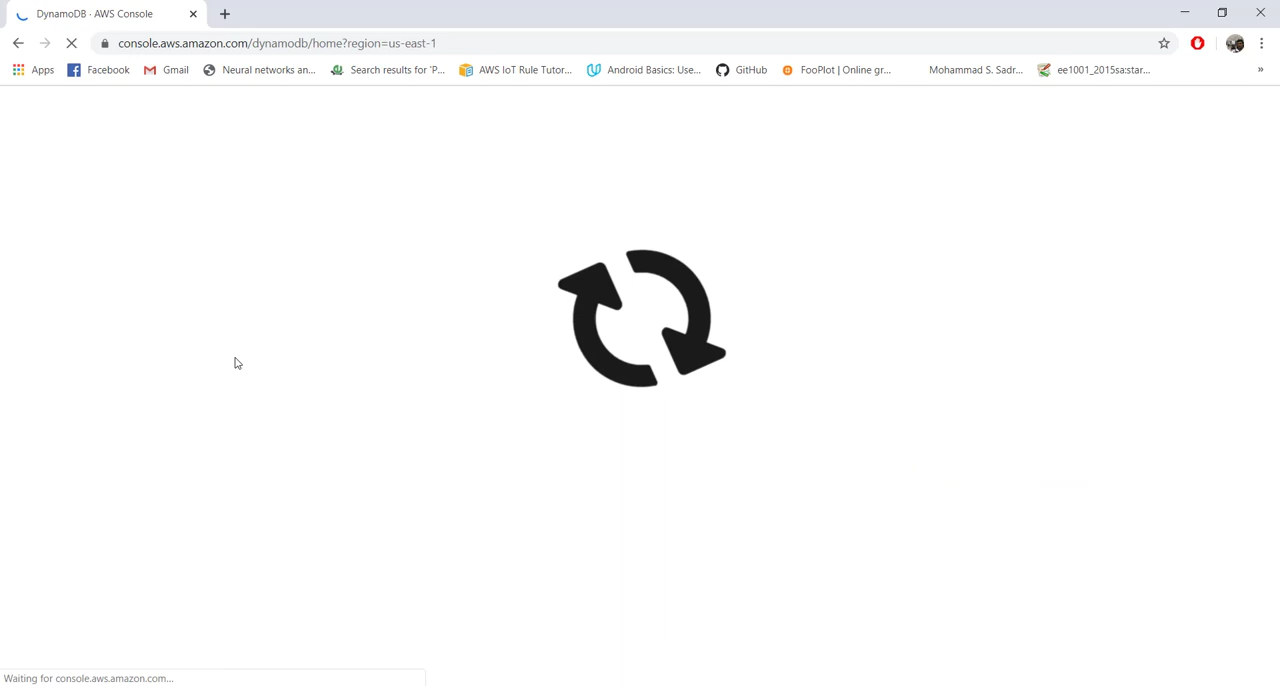 DynamoDB · AWS Console
console.aws.amazon.com/dynamodb/home?region=us-east-1
Apps Facebook Gmail Neural networks an... Search results for 'P... AWS IoT Rule Tutor... Android Basics: Use... GitHub FooPlot | Online gr... Mohammad S. Sadr... ee1001_2015sa:star... »
Waiting for console.aws.amazon.com...